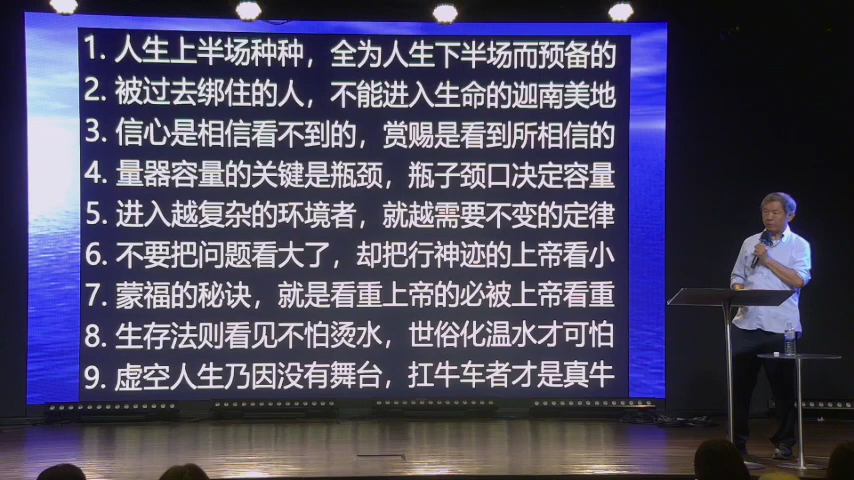 1. 人生上半场种种，全为人生下半场而预备的
2. 被过去绑住的人，不能进入生命的迦南美地
3. 信心是相信看不到的，赏赐是看到所相信的
4. 量器容量的关键是瓶颈，瓶子颈口决定容量
5. 进入越复杂的环境者，就越需要不变的定律
6. 不要把问题看大了，却把行神迹的上帝看小
7. 蒙福的秘诀，就是看重上帝的必被上帝看重
8. 生存法则看见不怕烫水，世俗化温水才可怕
9. 虚空人生乃因没有舞台，扛牛车者才是真牛